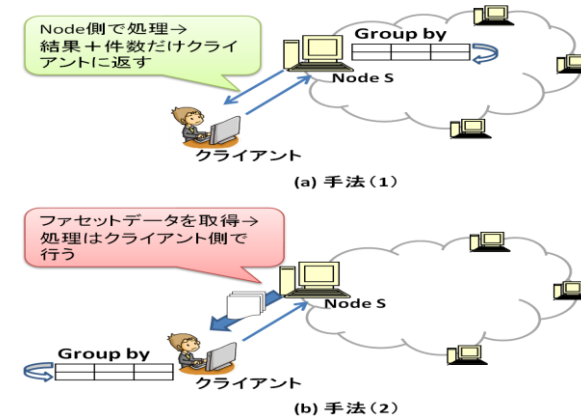 Node側で処理→
結果＋件数だけクライ
アントに返す
Group by
Node S
クライアント
(a) 手法(1)
ファセットデータを取得→
処理はクライアント側で
行う
Node S
Group by
クライアント
(b) 手法(2)